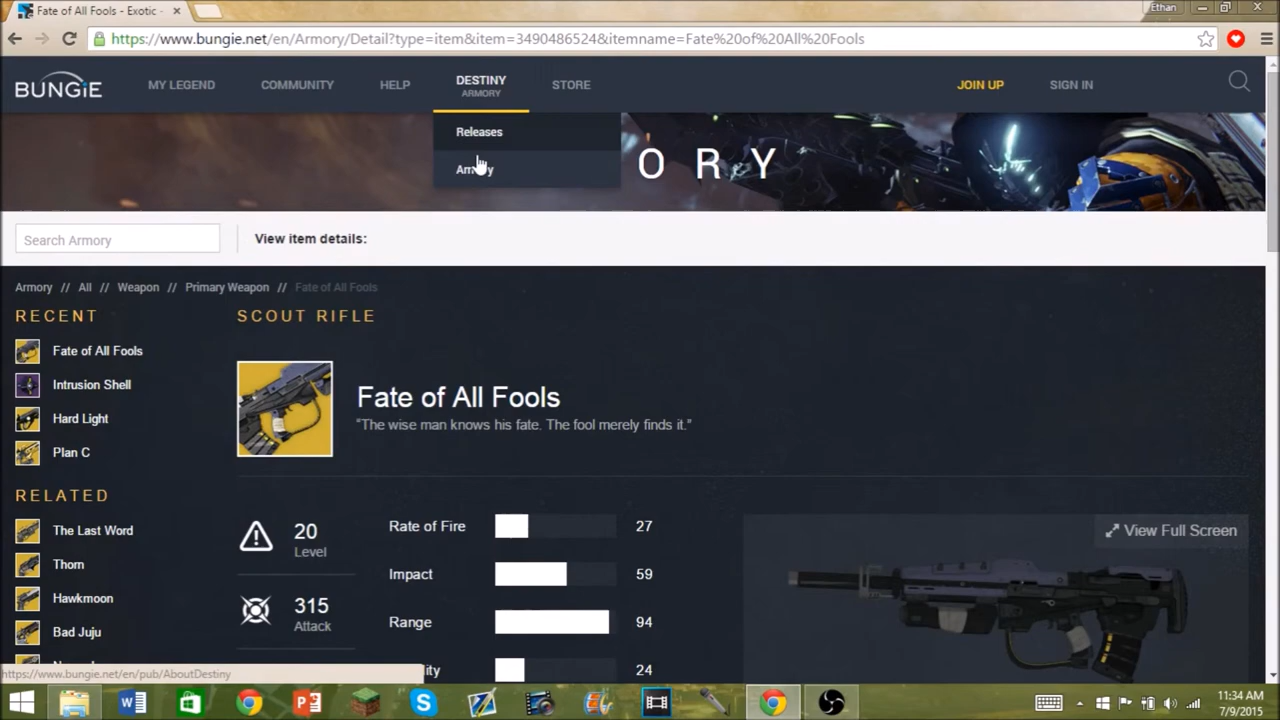 Fate of All Fools - Exotic -
Ethan
https://www.bungie.net/en/Armory/Detail?type=item&item=3490486524&itemname=Fate%20of%20All%20Fools
BUNGiE
MY LEGEND
COMMUNITY
HELP
DESTINY
ARMORY
STORE
JOIN UP
SIGN IN
Releases
Armory
ORY
Search Armory
View item details:
Armory // All // Weapon // Primary Weapon // Fate of All Fools
RECENT
Fate of All Fools
Intrusion Shell
Hard Light
Plan C
RELATED
The Last Word
Thorn
Hawkmoon
Bad Juju
SCOUT RIFLE
Fate of All Fools
“The wise man knows his fate. The fool merely finds it.”
20
Level
315
Attack
Rate of Fire 27
Impact 59
Range 94
24
View Full Screen
https://www.bungie.net/en/pub/AboutDestiny
11:34 AM
7/9/2015